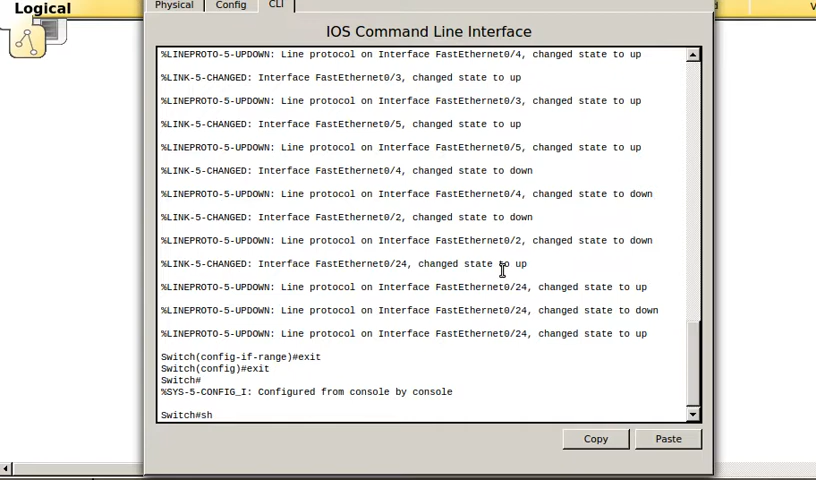 Logical
Physical Config CLI
IOS Command Line Interface
%LINEPROTO-5-UPDOWN: Line protocol on Interface FastEthernet0/4, changed state to up
%LINK-5-CHANGED: Interface FastEthernet0/3, changed state to up
%LINEPROTO-5-UPDOWN: Line protocol on Interface FastEthernet0/3, changed state to up
%LINK-5-CHANGED: Interface FastEthernet0/5, changed state to up
%LINEPROTO-5-UPDOWN: Line protocol on Interface FastEthernet0/5, changed state to up
%LINK-5-CHANGED: Interface FastEthernet0/4, changed state to down
%LINEPROTO-5-UPDOWN: Line protocol on Interface FastEthernet0/4, changed state to down
%LINK-5-CHANGED: Interface FastEthernet0/2, changed state to down
%LINEPROTO-5-UPDOWN: Line protocol on Interface FastEthernet0/2, changed state to down
%LINK-5-CHANGED: Interface FastEthernet0/24, changed state to up
%LINEPROTO-5-UPDOWN: Line protocol on Interface FastEthernet0/24, changed state to up
%LINEPROTO-5-UPDOWN: Line protocol on Interface FastEthernet0/24, changed state to down
%LINEPROTO-5-UPDOWN: Line protocol on Interface FastEthernet0/24, changed state to up
Switch(config-if-range)#exit
Switch(config)#exit
Switch#
%SYS-5-CONFIG_I: Configured from console by console
Switch#sh
Copy Paste